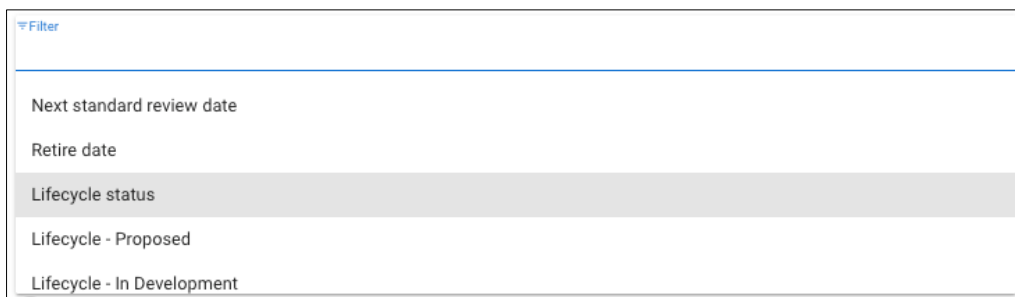 Filter
Next standard review date
Retire date
Lifecycle status
Lifecycle - Proposed
Lifecycle - In Development